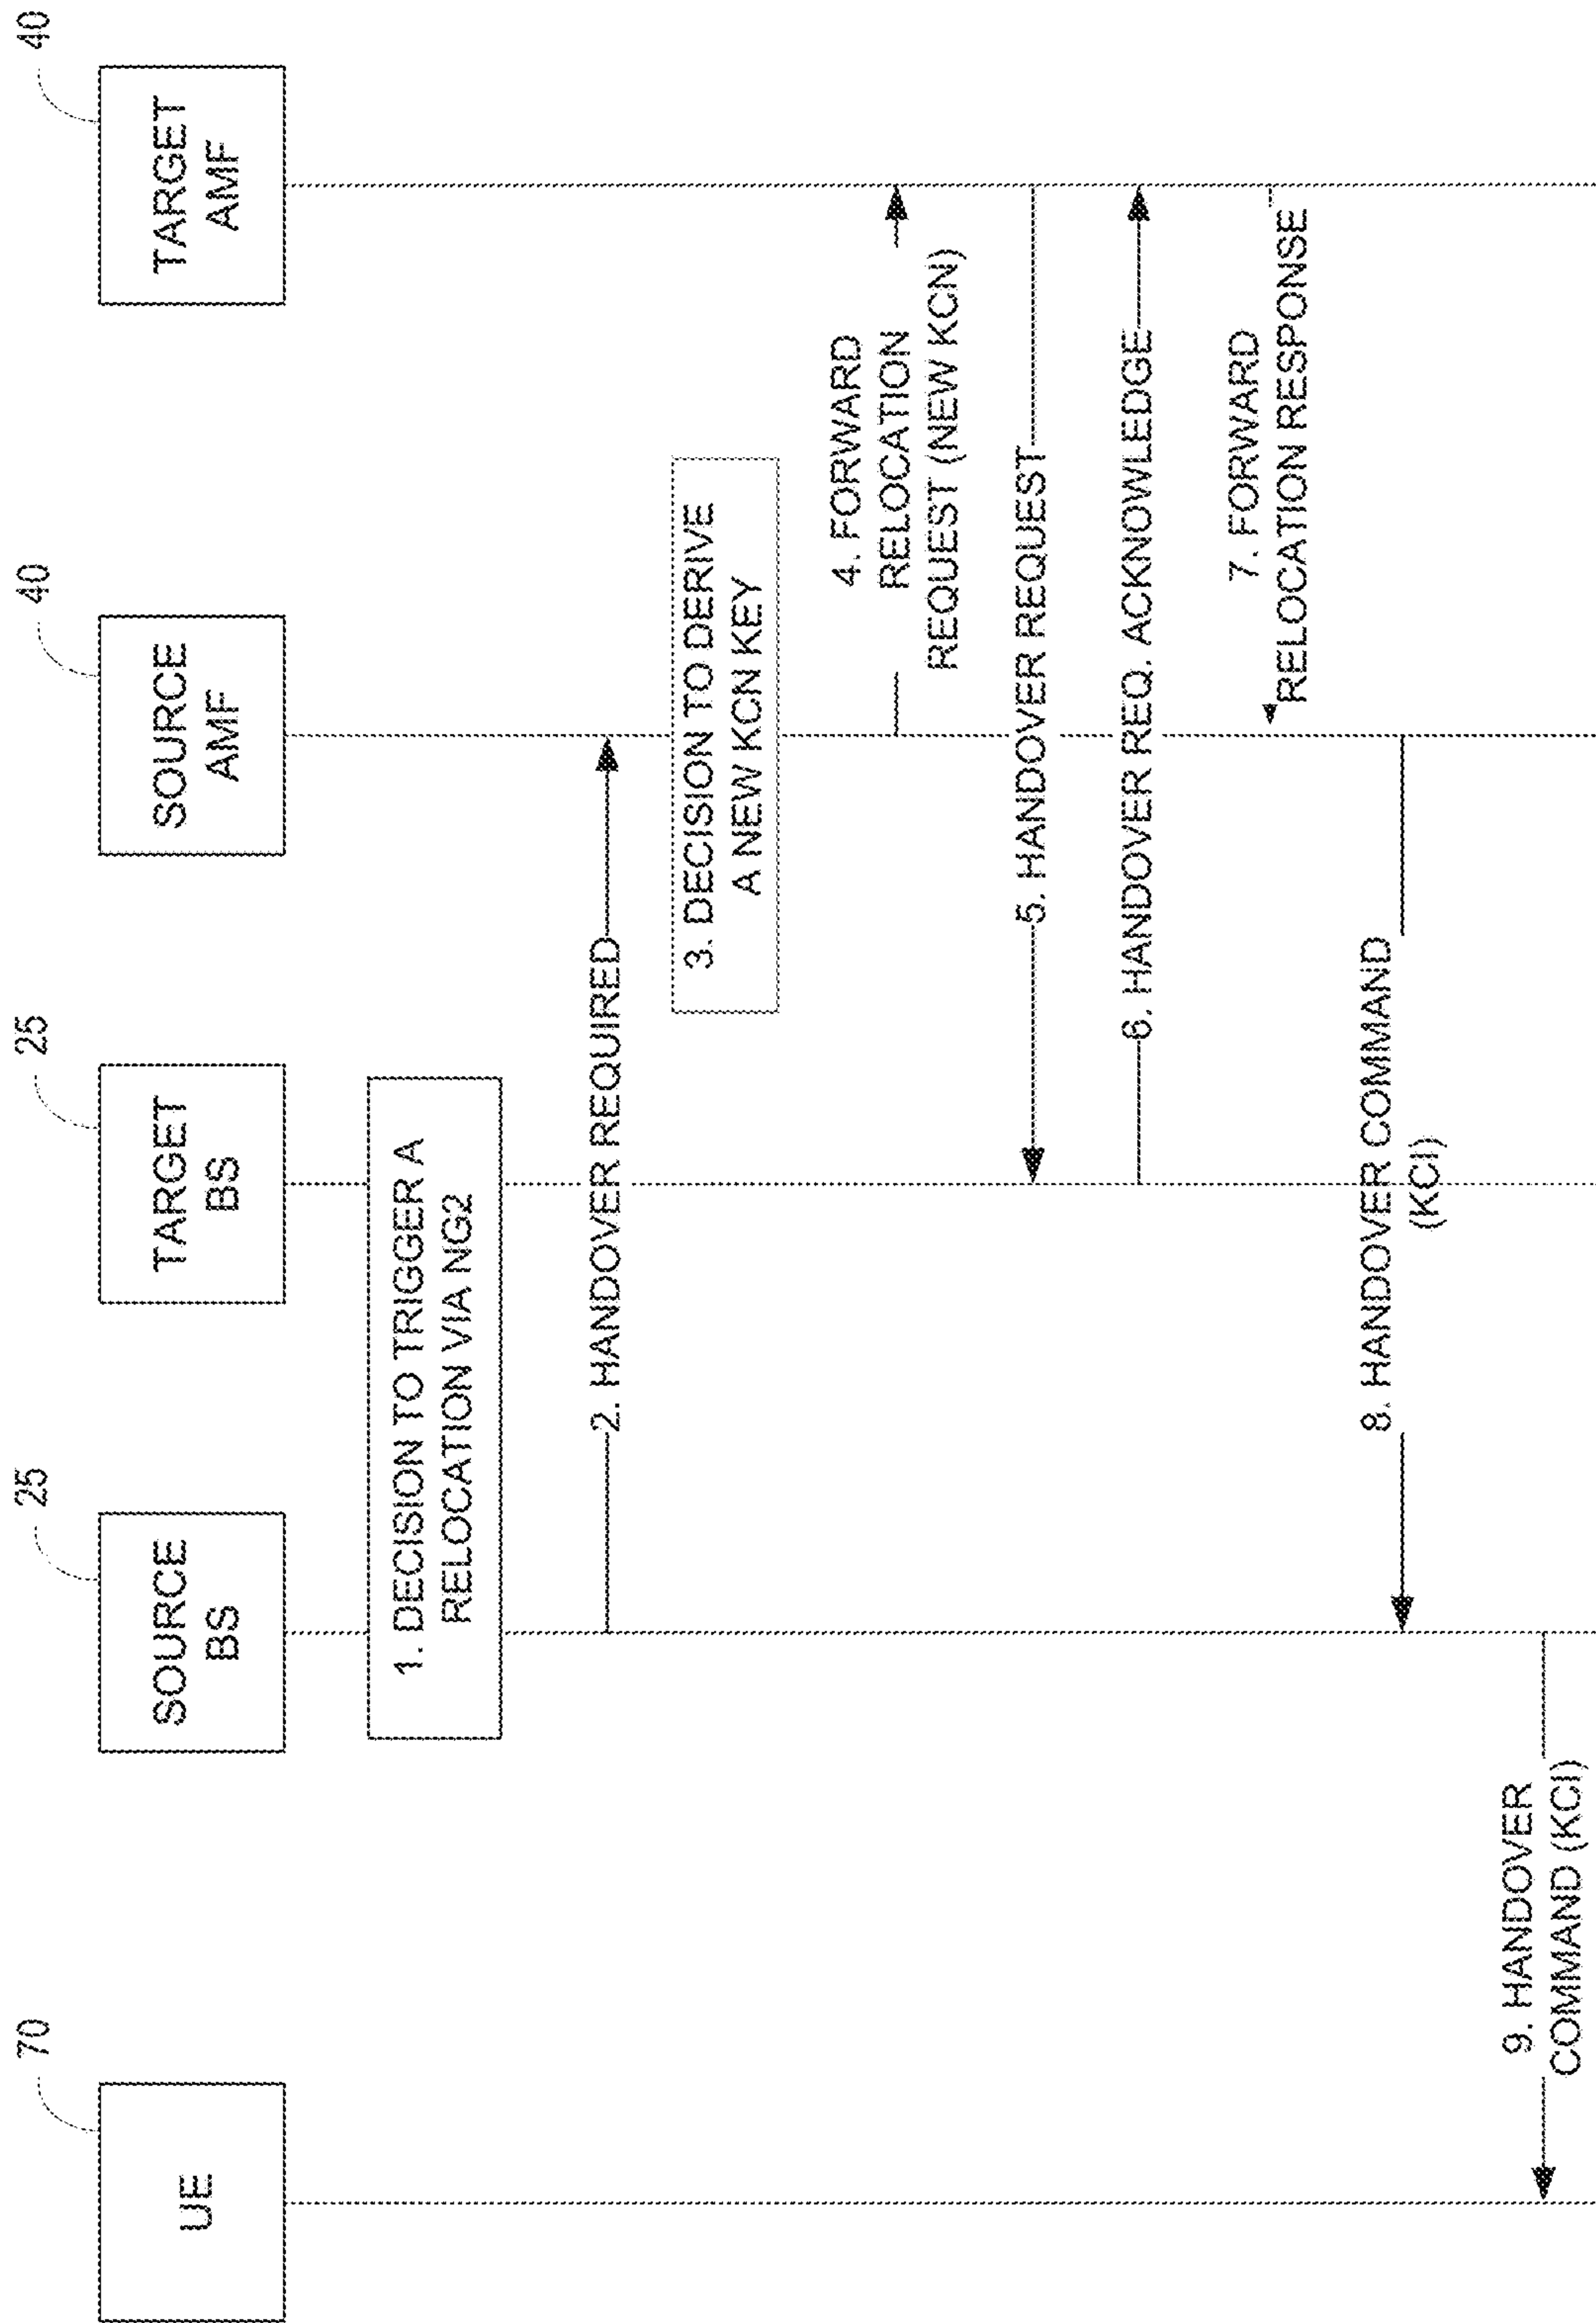 70
25
25
40
40
UE
SOURCE
BS
TARGET
BS
SOURCE
AMF
TARGET
AMF
1. DECISION TO TRIGGER A
RELOCATION VIA NG2
2. HANDOVER REQUIRED
3. DECISION TO DERIVE
A NEW KCN KEY
4. FORWARD
RELOCATION
REQUEST (NEW KCN)
5. HANDOVER REQUEST
6. HANDOVER REQ. ACKNOWLEDGE
7. FORWARD
RELOCATION RESPONSE
8. HANDOVER COMMAND
(KCI)
9. HANDOVER
COMMAND (KCI)